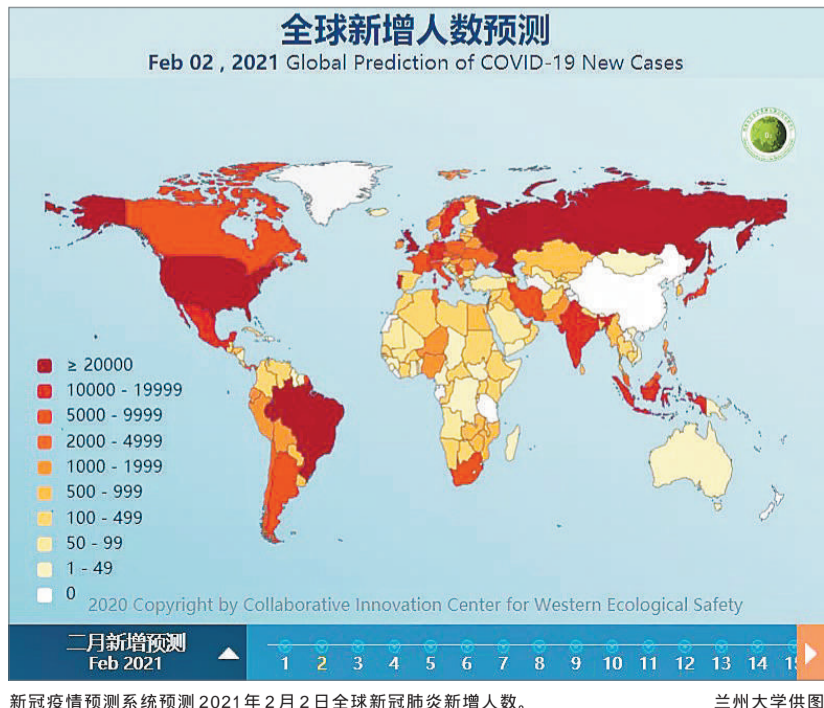 全球新增人数预测
Feb 02 , 2021 Global Prediction of COVID-19 New Cases
≥ 20000
10000 - 19999
5000 - 9999
2000 - 4999
1000 - 1999
500 - 999
100 - 499
50 - 99
1 - 49
0
2020 Copyright by Collaborative Innovation Center for Western Ecological Safety
二月新增预测
Feb 2021
1 2 3 4 5 6 7 8 9 10 11 12 13 14 15
新冠疫情预测系统预测2021年2月2日全球新冠肺炎新增人数。 兰州大学供图